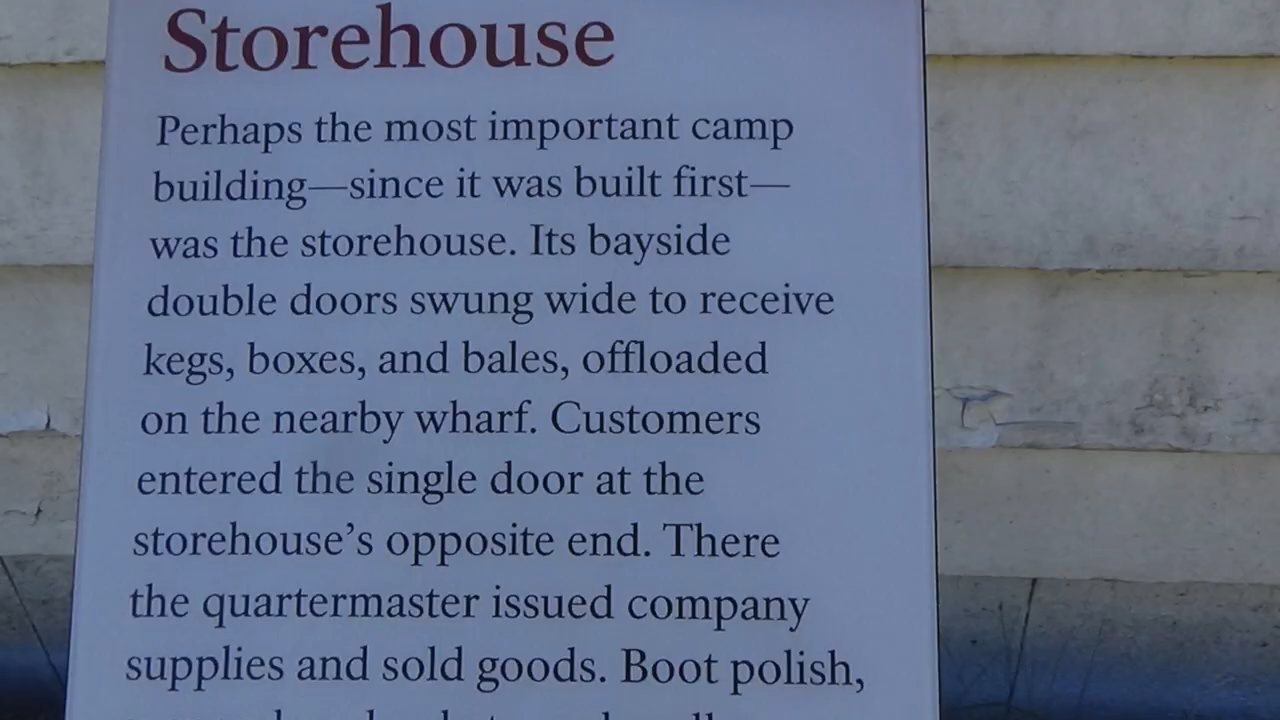 Storehouse
Perhaps the most important camp
building—since it was built first—
was the storehouse. Its bayside
double doors swung wide to receive
kegs, boxes, and bales, offloaded
on the nearby wharf. Customers
entered the single door at the
storehouse’s opposite end. There
the quartermaster issued company
supplies and sold goods. Boot polish,